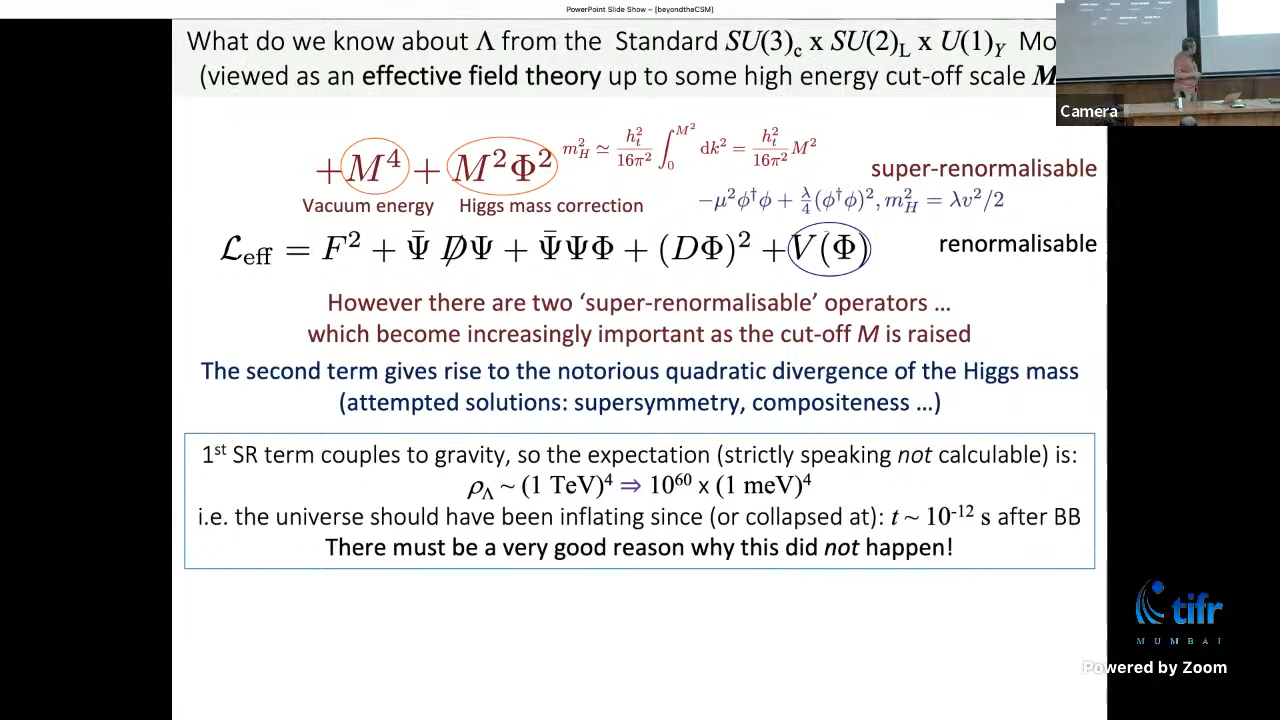 PowerPoint Slide Show – [beyondtheCSM]
What do we know about Λ from the Standard SU(3)c x SU(2)L x U(1)Y Mo
(viewed as an effective field theory up to some high energy cut-off scale M
Camera
+M⁴ + M²Φ² m_H² ≃ h_t²/16π² ∫₀^{M²} dk² = h_t²/16π² M²
super-renormalisable
Vacuum energy Higgs mass correction −μ²φ†φ + λ/4(φ†φ)², m_H² = λv²/2
ℒeff = F² + Ψ̄ D̸Ψ + Ψ̄ΨΦ + (DΦ)² + V(Φ) renormalisable
However there are two ‘super-renormalisable’ operators …
which become increasingly important as the cut-off M is raised
The second term gives rise to the notorious quadratic divergence of the Higgs mass
(attempted solutions: supersymmetry, compositeness …)
1st SR term couples to gravity, so the expectation (strictly speaking not calculable) is:
ρΛ ~ (1 TeV)⁴ ⇒ 10⁶⁰ x (1 meV)⁴
i.e. the universe should have been inflating since (or collapsed at): t ~ 10⁻¹² s after BB
There must be a very good reason why this did not happen!
tifr
MUMBAI
Powered by Zoom